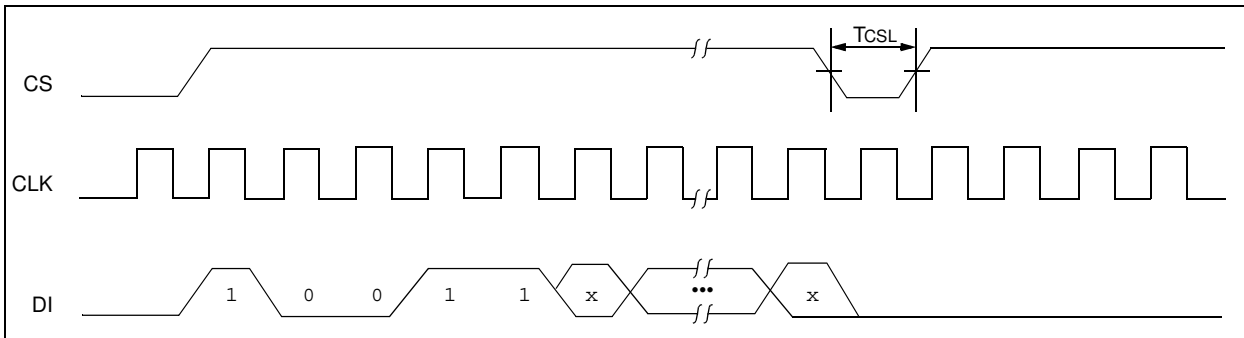 TCSL
CS
CLK
DI 1 0 0 1 1 x ••• x